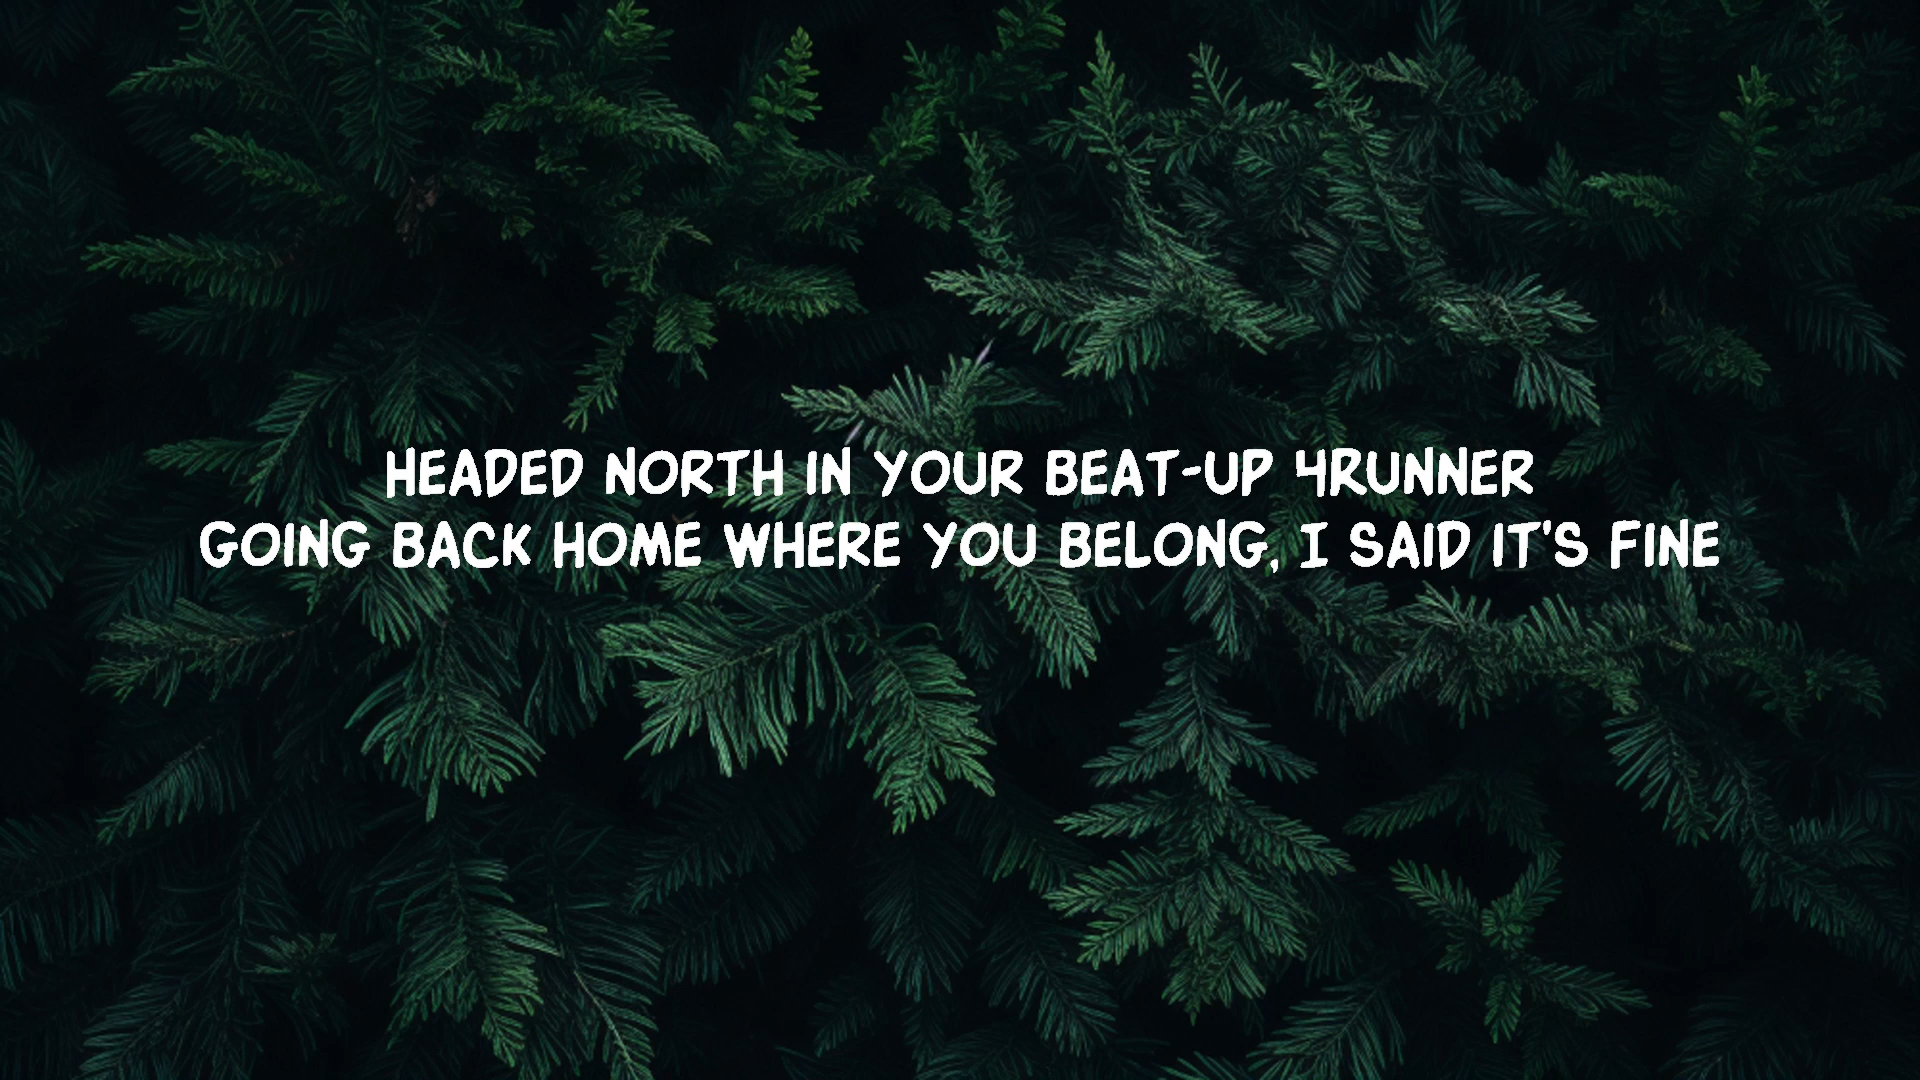 HEADED NORTH IN YOUR BEAT-UP 4RUNNER
GOING BACK HOME WHERE YOU BELONG, I SAID IT'S FINE